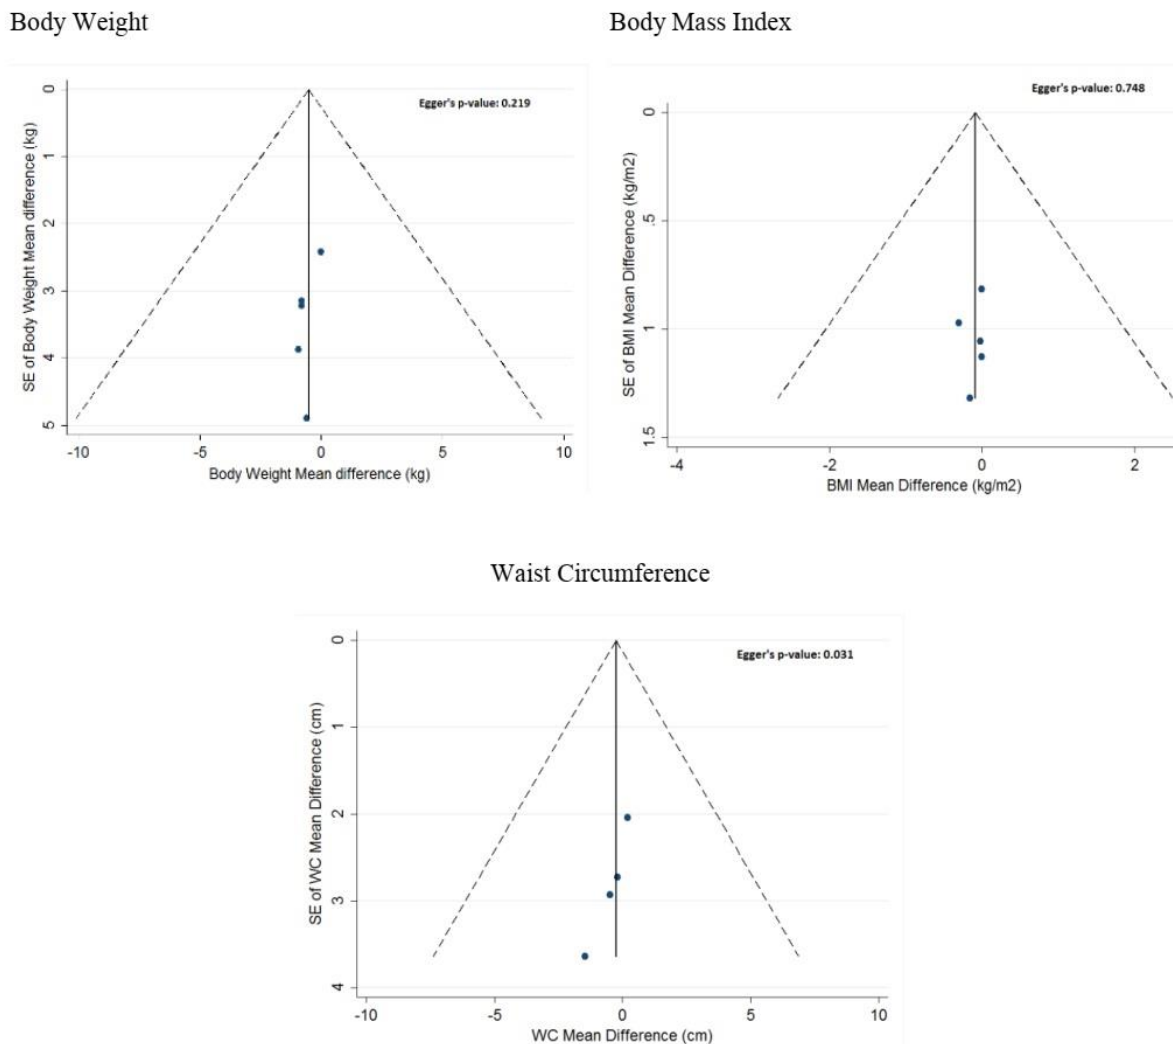 Body Weight
Egger's p-value: 0.219
SE of Body Weight Mean difference (kg)
0
1
2
3
4
5
-10
-5
0
5
10
Body Weight Mean difference (kg)
Body Mass Index
Egger's p-value: 0.748
SE of BMI Mean Difference (kg/m2)
0
.5
1
1.5
-4
-2
0
2
BMI Mean Difference (kg/m2)
Waist Circumference
Egger's p-value: 0.031
SE of WC Mean Difference (cm)
0
1
2
3
4
-10
-5
0
5
10
WC Mean Difference (cm)